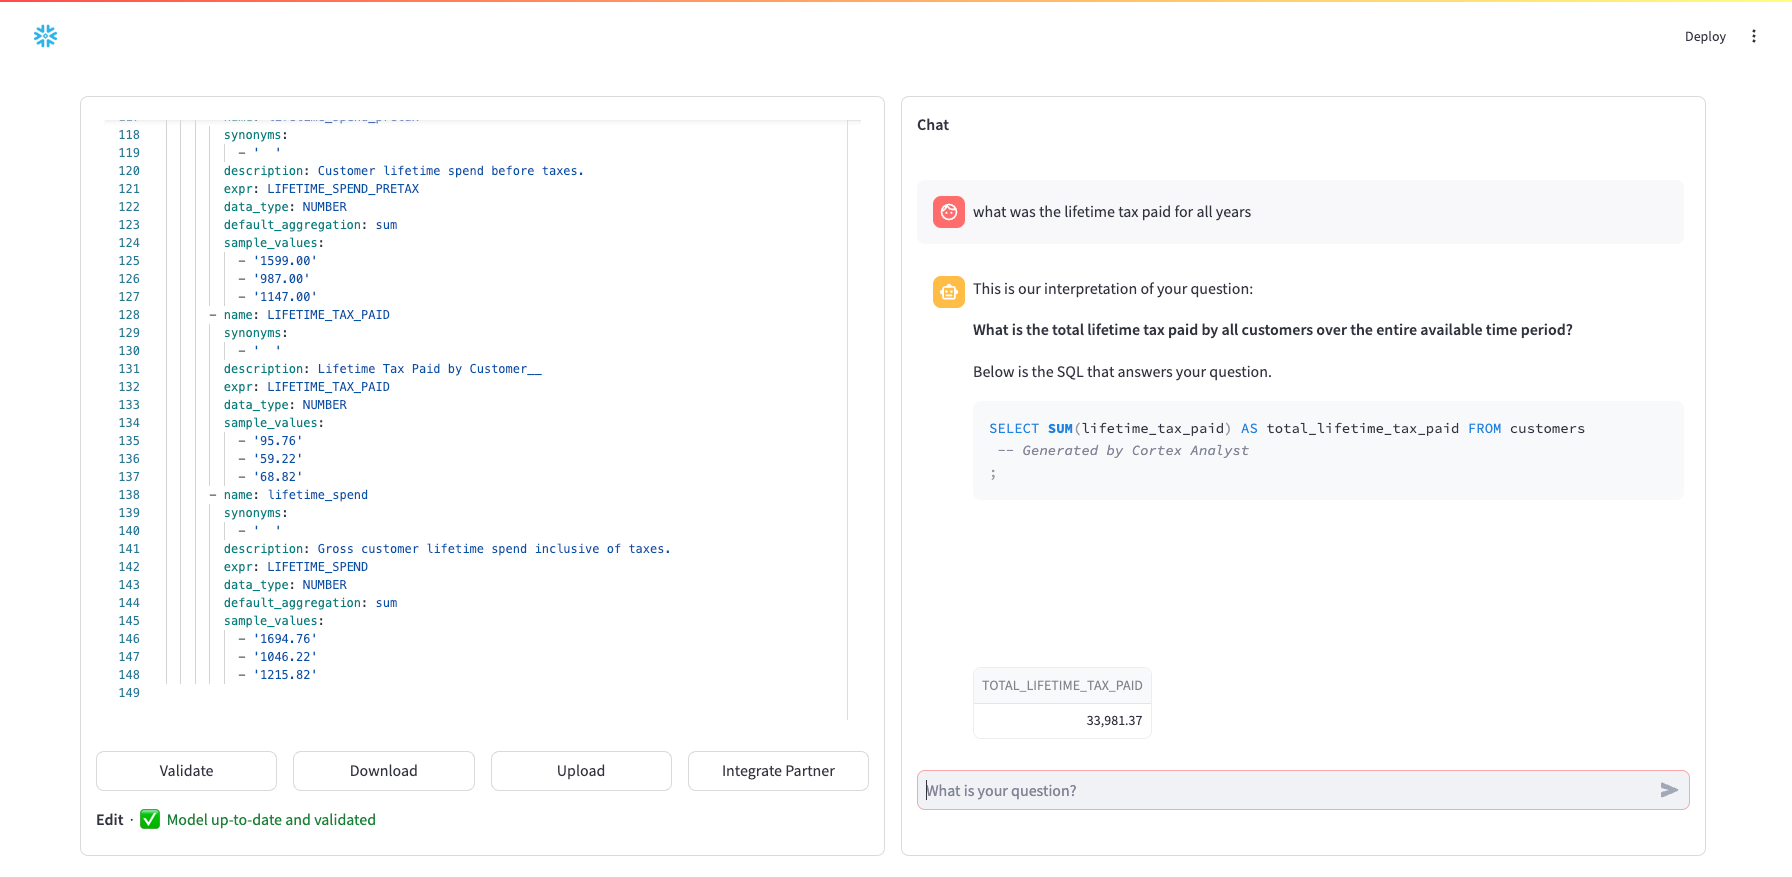 Deploy
118 synonyms:
119 - '  '
120 description: Customer lifetime spend before taxes.
121 expr: LIFETIME_SPEND_PRETAX
122 data_type: NUMBER
123 default_aggregation: sum
124 sample_values:
125 - '1599.00'
126 - '987.00'
127 - '1147.00'
128 - name: LIFETIME_TAX_PAID
129 synonyms:
130 - '  '
131 description: Lifetime Tax Paid by Customer__
132 expr: LIFETIME_TAX_PAID
133 data_type: NUMBER
134 sample_values:
135 - '95.76'
136 - '59.22'
137 - '68.82'
138 - name: lifetime_spend
139 synonyms:
140 - '  '
141 description: Gross customer lifetime spend inclusive of taxes.
142 expr: LIFETIME_SPEND
143 data_type: NUMBER
144 default_aggregation: sum
145 sample_values:
146 - '1694.76'
147 - '1046.22'
148 - '1215.82'
149
Validate
Download
Upload
Integrate Partner
Edit · ✅ Model up-to-date and validated
Chat
what was the lifetime tax paid for all years
This is our interpretation of your question:
What is the total lifetime tax paid by all customers over the entire available time period?
Below is the SQL that answers your question.
SELECT SUM(lifetime_tax_paid) AS total_lifetime_tax_paid FROM customers
-- Generated by Cortex Analyst
;
TOTAL_LIFETIME_TAX_PAID
33,981.37
What is your question?